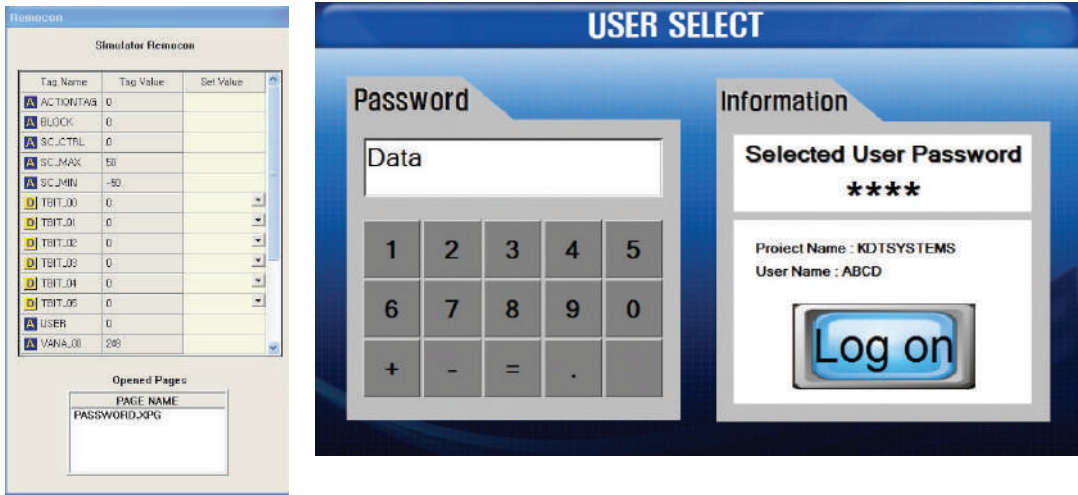 Remocon
Simulator Remocon
Tag Name Tag Value Set Value
A ACTIONTAG 0
A BLOCK 0
A SC_CTRL 0
A SC_MAX 50
A SC_MIN -50
D TBIT_00 0
D TBIT_01 0
D TBIT_02 0
D TBIT_03 0
D TBIT_04 0
D TBIT_05 0
A USER 0
A VANA_00 248
Opened Pages
PAGE NAME
PASSWORD.XPG
USER SELECT
Password
Data
1 2 3 4 5
6 7 8 9 0
+ - = .
Information
Selected User Password
****
Project Name : KDTSYSTEMS
User Name : ABCD
Log on